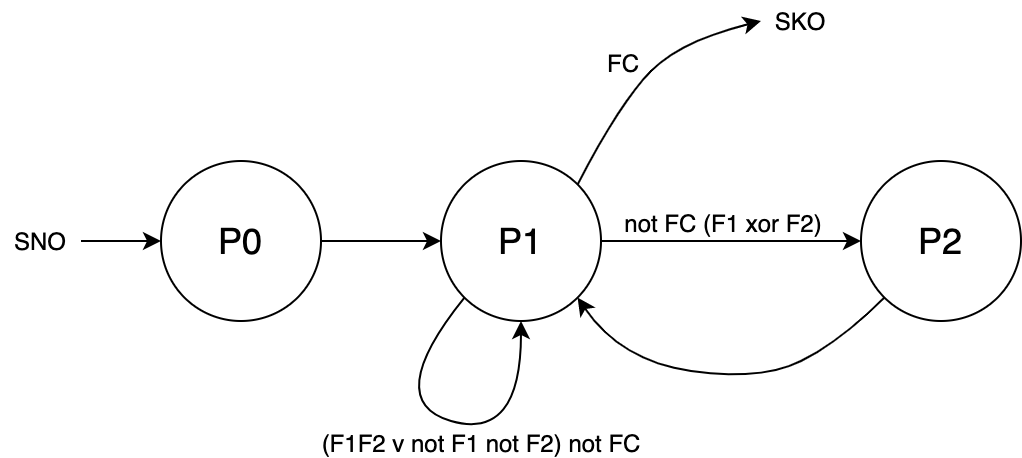 SKO
FC
not FC (F1 xor F2)
SNO
P0
P1
P2
(F1F2 v not F1 not F2) not FC